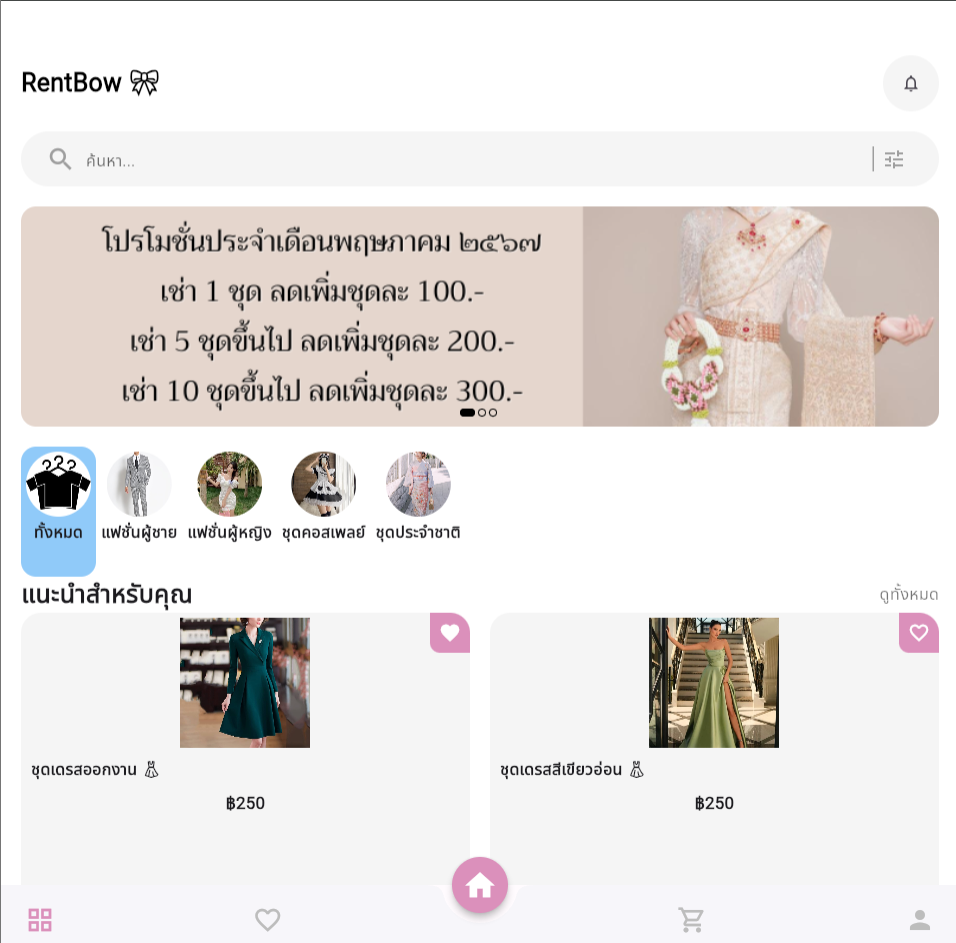 RentBow 🎀
ค้นหา...
โปรโมชั่นประจำเดือนพฤษภาคม ๒๕๖๗
เช่า 1 ชุด ลดเพิ่มชุดละ 100.-
เช่า 5 ชุดขึ้นไป ลดเพิ่มชุดละ 200.-
เช่า 10 ชุดขึ้นไป ลดเพิ่มชุดละ 300.-
ทั้งหมด แฟชั่นผู้ชาย แฟชั่นผู้หญิง ชุดคอสเพลย์ ชุดประจำชาติ
แนะนำสำหรับคุณ ดูทั้งหมด
ชุดเดรสออกงาน 👗 ชุดเดรสสีเขียวอ่อน 👗
฿250 ฿250